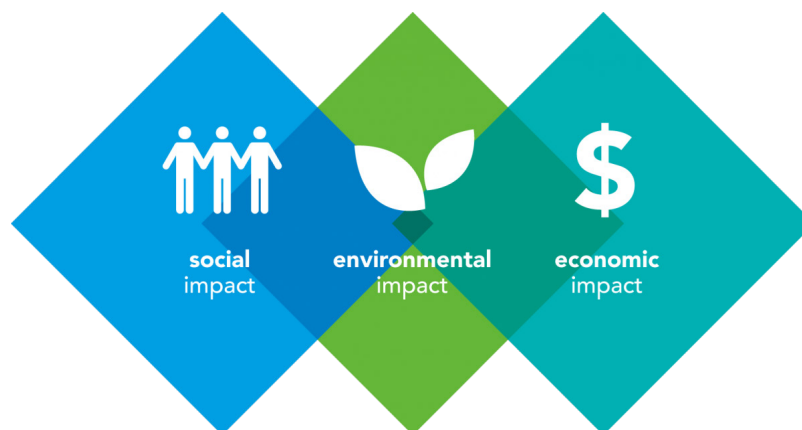 $
social
impact
environmental
impact
economic
impact